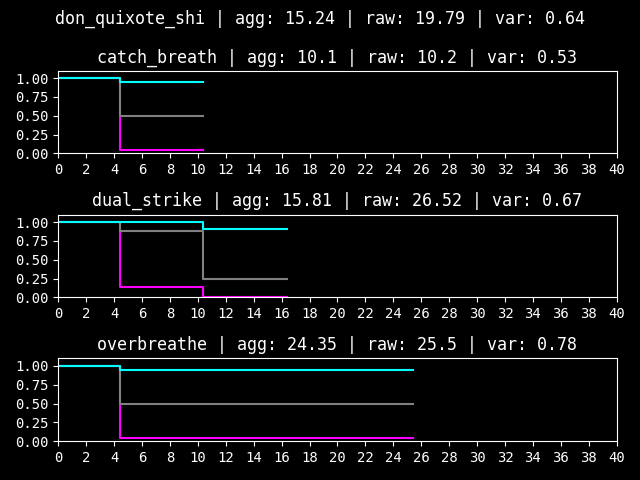 don_quixote_shi | agg: 15.24 | raw: 19.79 | var: 0.64
catch_breath | agg: 10.1 | raw: 10.2 | var: 0.53
1.00
0.75
0.50
0.25
0.00
0 2 4 6 8 10 12 14 16 18 20 22 24 26 28 30 32 34 36 38 40
dual_strike | agg: 15.81 | raw: 26.52 | var: 0.67
1.00
0.75
0.50
0.25
0.00
0 2 4 6 8 10 12 14 16 18 20 22 24 26 28 30 32 34 36 38 40
overbreathe | agg: 24.35 | raw: 25.5 | var: 0.78
1.00
0.75
0.50
0.25
0.00
0 2 4 6 8 10 12 14 16 18 20 22 24 26 28 30 32 34 36 38 40